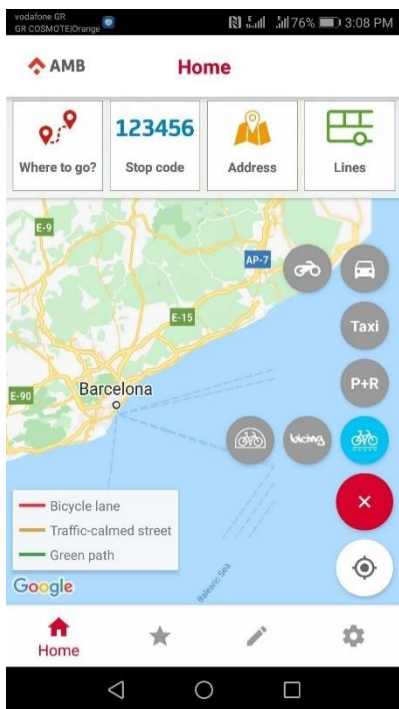 vodafone GR
GR COSMOTE|Orange
76% 3:08 PM
AMB
Home
123456
Where to go?
Stop code
Address
Lines
E-9
AP-7
E-15
Taxi
P+R
E-90
Barcelona
bicing
Bicycle lane
Traffic-calmed street
Green path
Google
Balearic Sea
Home